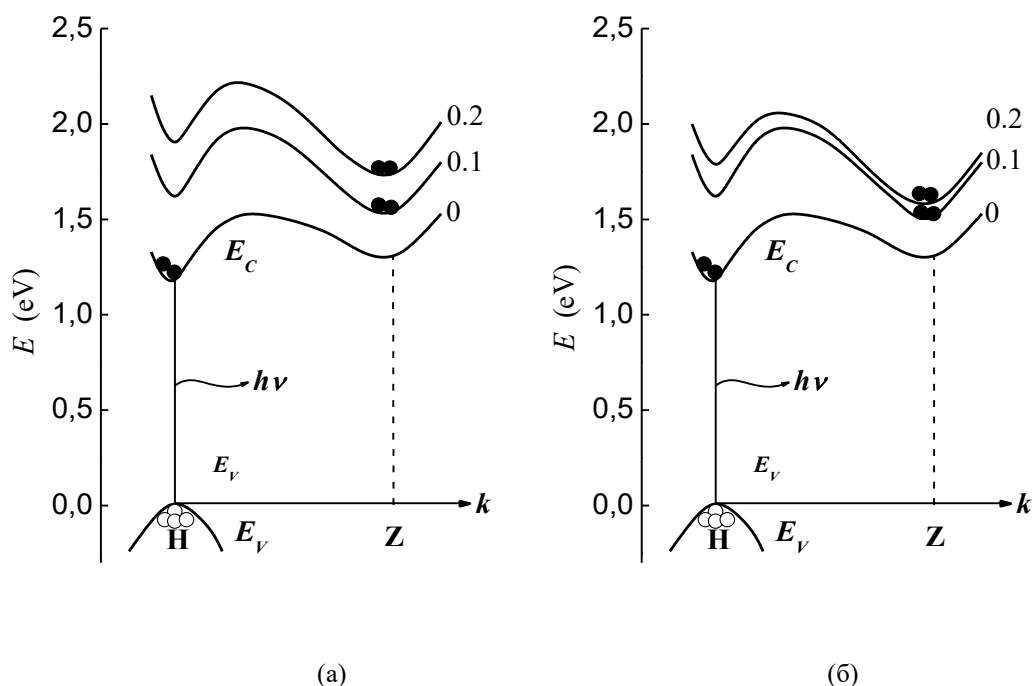 2,5
2,0
1,5
1,0
0,5
0,0
E (eV)
0.2
0.1
0
E_C
hν
E_V
k
H
E_V
Z
(а)
2,5
2,0
1,5
1,0
0,5
0,0
E (eV)
0.2
0.1
0
E_C
hν
E_V
k
H
E_V
Z
(б)